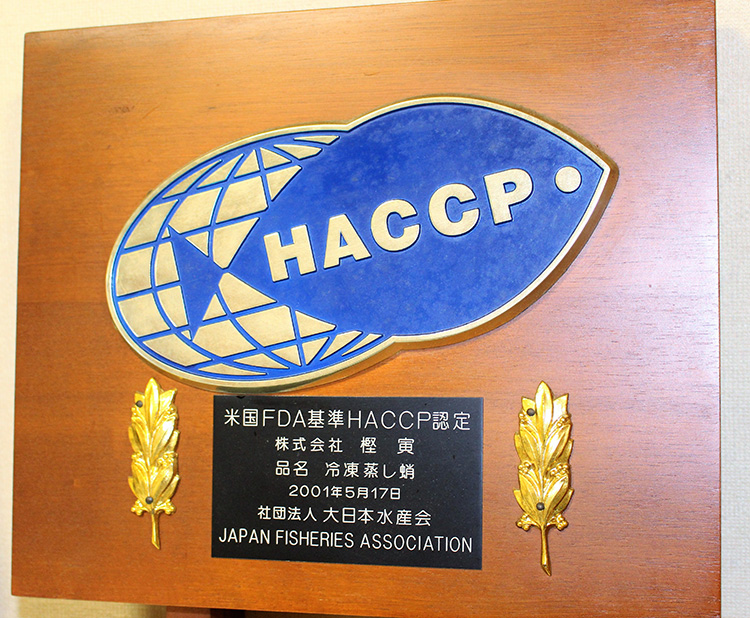 HACCP
米国FDA基準HACCP認定
株式会社 樫寅
品名 冷凍蒸し蛸
2001年5月17日
社団法人 大日本水産会
JAPAN FISHERIES ASSOCIATION